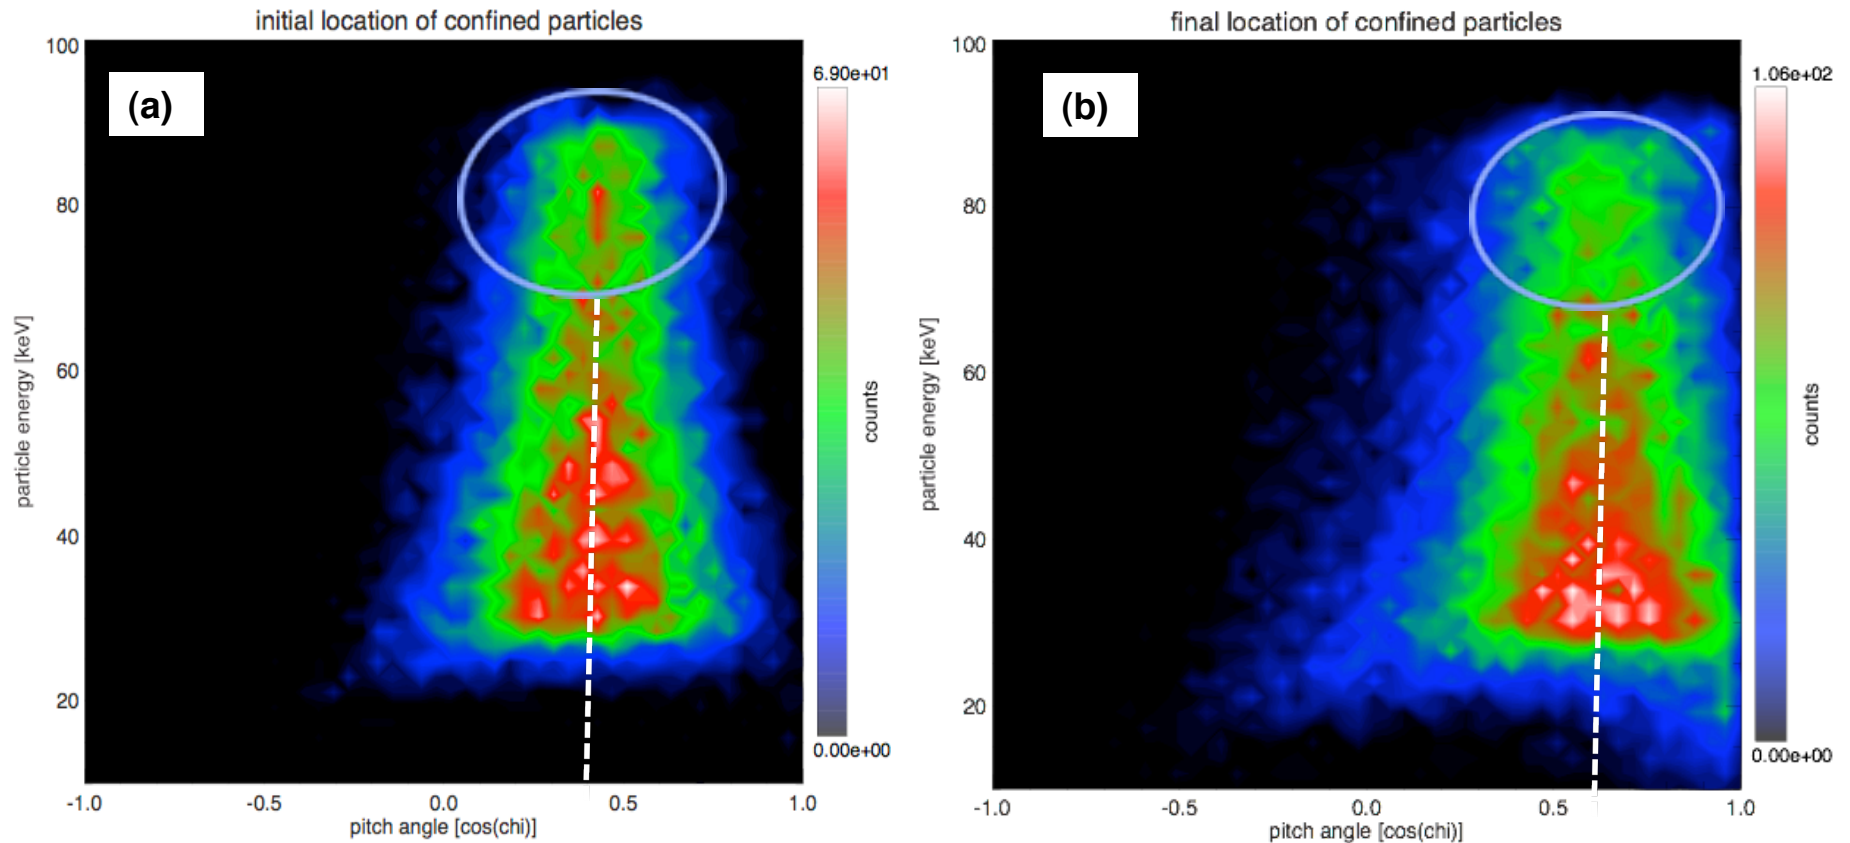 initial location of confined particles
(a)
100
80
60
40
20
particle energy [keV]
-1.0 -0.5 0.0 0.5 1.0
pitch angle [cos(chi)]
6.90e+01
counts
0.00e+00
final location of confined particles
(b)
100
80
60
40
20
particle energy [keV]
-1.0 -0.5 0.0 0.5 1.0
pitch angle [cos(chi)]
1.06e+02
counts
0.00e+00